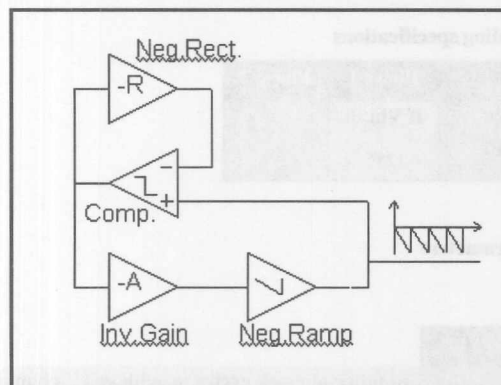 Neg.Rect.
-R
-
+
Comp.
-A
Inv.Gain
Neg.Ramp